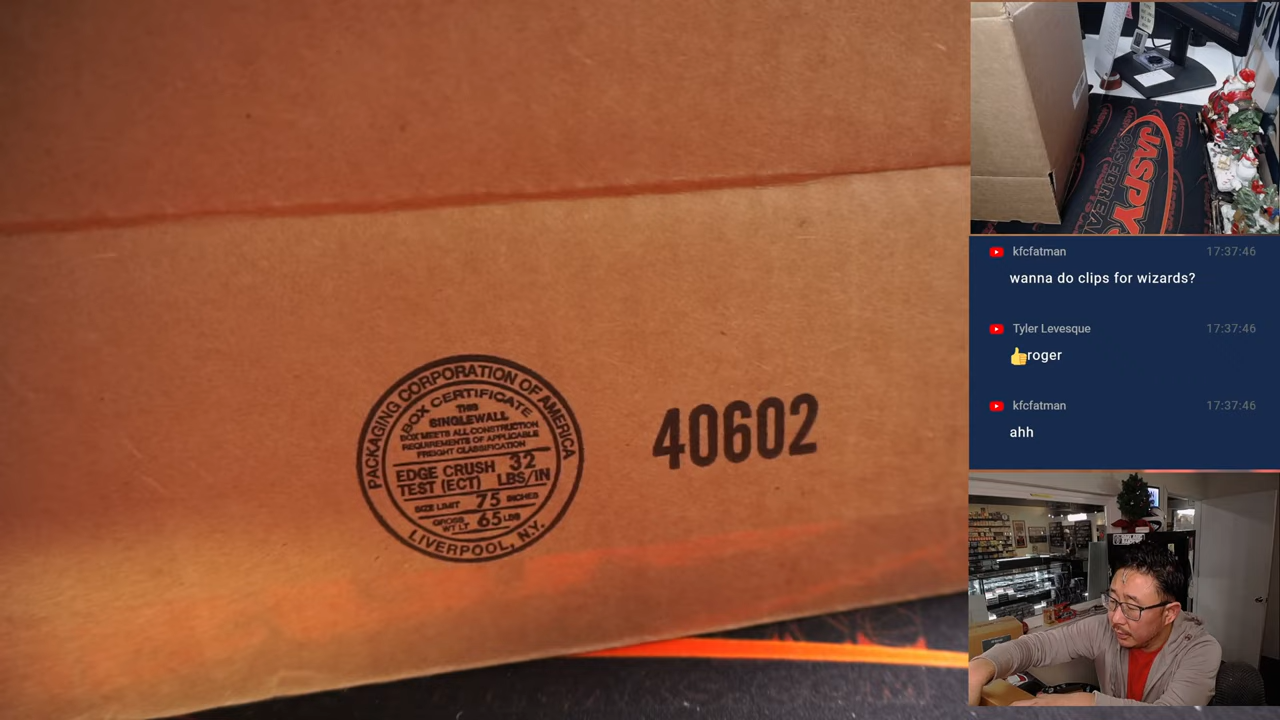 PACKAGING CORPORATION OF AMERICA
BOX CERTIFICATE
THIS
SINGLEWALL
BOX MEETS ALL CONSTRUCTION
REQUIREMENTS OF APPLICABLE
FREIGHT CLASSIFICATION
EDGE CRUSH 32
TEST (ECT) LBS/IN
SIZE LIMIT 75 INCHES
GROSS WT LT 65 LBS
LIVERPOOL, N.Y.
40602
JASPY'S
kfcfatman 17:37:46
wanna do clips for wizards?
Tyler Levesque 17:37:46
👍roger
kfcfatman 17:37:46
ahh